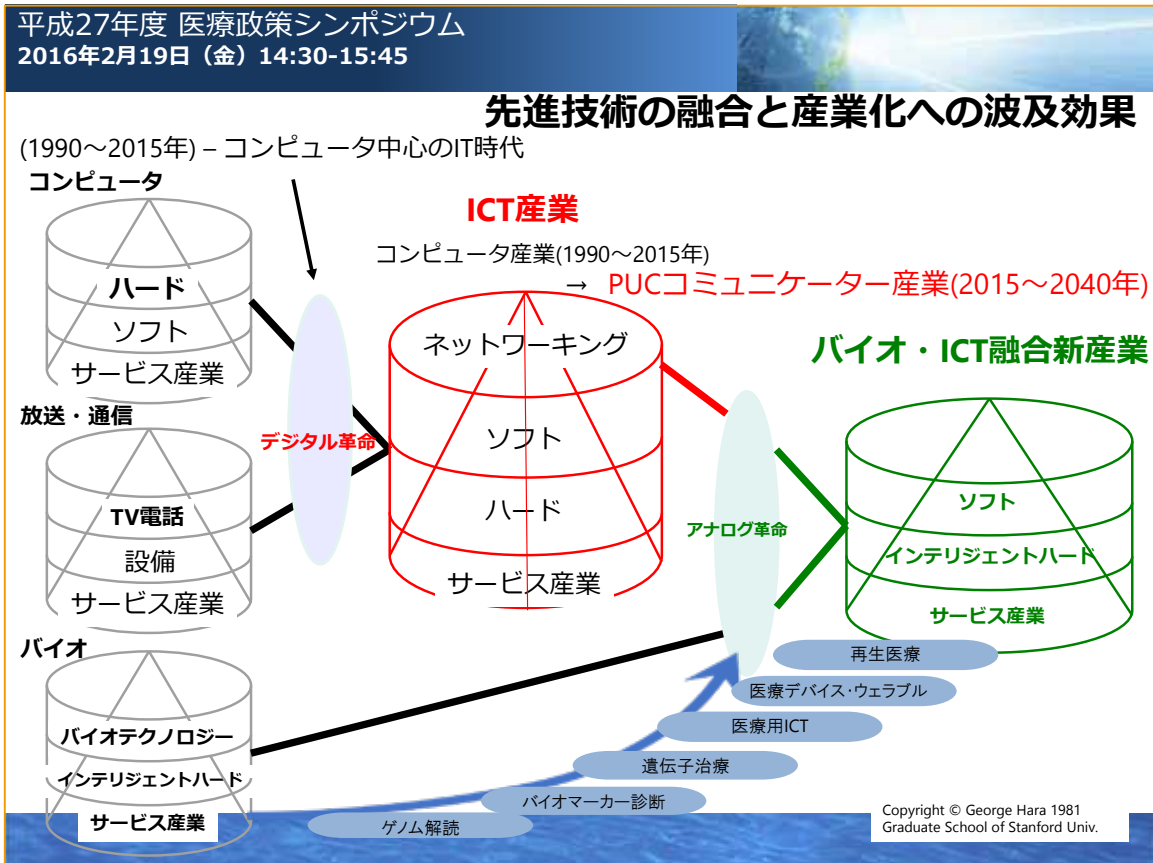 平成27年度 医療政策シンポジウム
2016年2月19日（金）14:30-15:45
先進技術の融合と産業化への波及効果
(1990～2015年) – コンピュータ中心のIT時代
コンピュータ
ハード
ソフト
サービス産業
放送・通信
TV電話
設備
サービス産業
バイオ
バイオテクノロジー
インテリジェントハード
サービス産業
デジタル革命
ICT産業
コンピュータ産業(1990～2015年)
→ PUCコミュニケーター産業(2015～2040年)
ネットワーキング
ソフト
ハード
サービス産業
アナログ革命
バイオ・ICT融合新産業
ソフト
インテリジェントハード
サービス産業
再生医療
医療デバイス・ウェラブル
医療用ICT
遺伝子治療
バイオマーカー診断
ゲノム解読
Copyright © George Hara 1981
Graduate School of Stanford Univ.